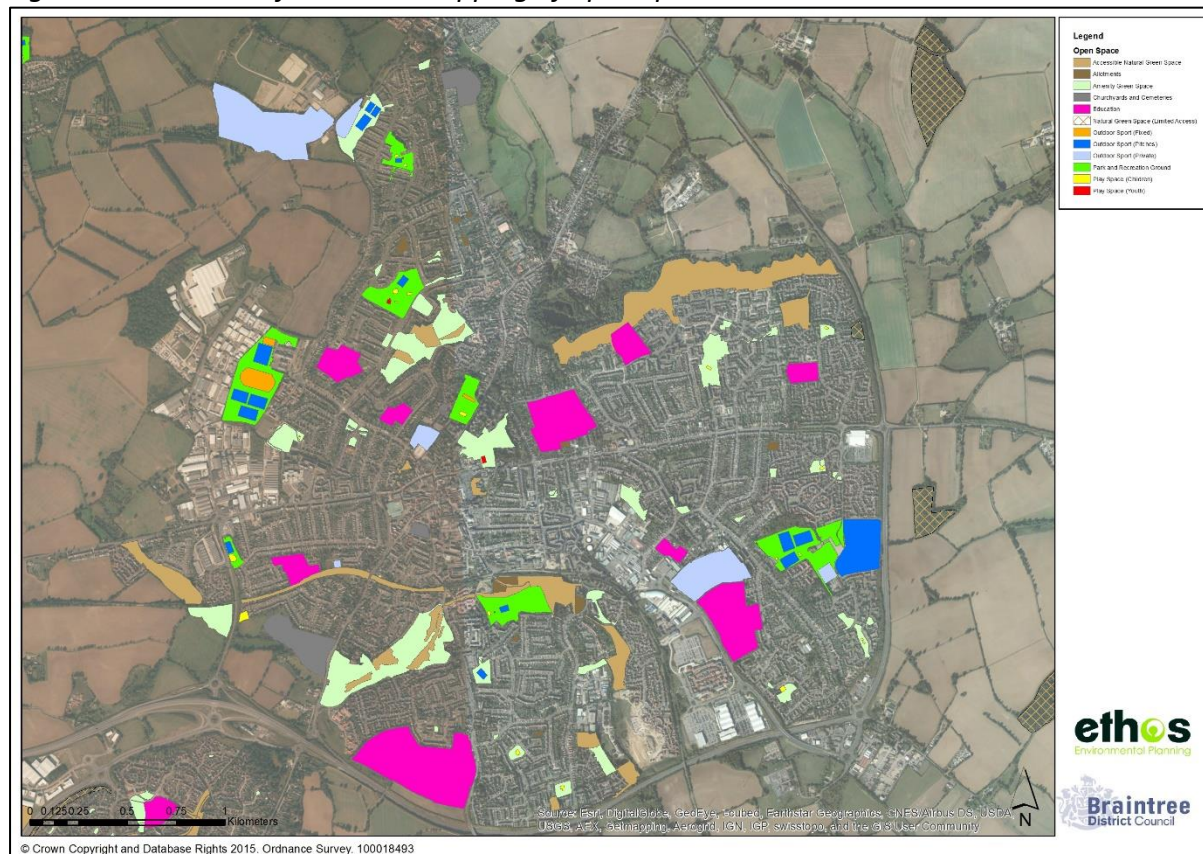 Legend
Open Space
Accessible Natural Green Space
Allotments
Amenity Green Space
Churchyards and Cemeteries
Education
Natural Green Space (Limited Access)
Outdoor Sport (Fixed)
Outdoor Sport (Pitches)
Outdoor Sport (Private)
Park and Recreation Ground
Play Space (Children)
Play Space (Youth)
ethos
Environmental Planning
Braintree
District Council
0 0.125 0.25 0.5 0.75 1
Kilometers
Source: Esri, DigitalGlobe, GeoEye, i-cubed, Earthstar Geographics, CNES/Airbus DS, USDA,
USGS, AEX, Getmapping, Aerogrid, IGN, IGP, swisstopo, and the GIS User Community
N
© Crown Copyright and Database Rights 2015. Ordnance Survey. 100018493